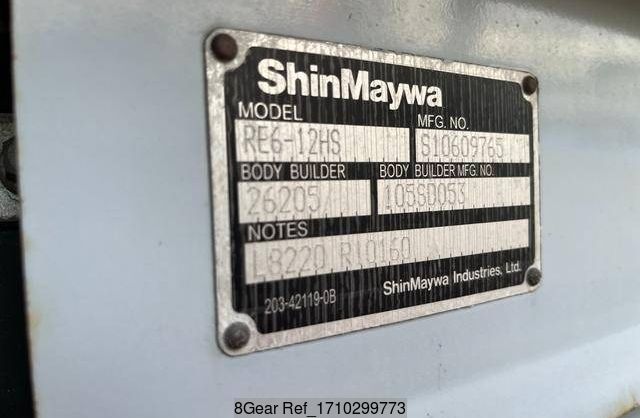 ShinMaywa
MODEL MFG. NO.
RE6-12HS S10609765
BODY BUILDER BODY BUILDER MFG. NO.
26205 105SD053
NOTES
L8220 R10160
203-42119-0B ShinMaywa Industries, Ltd.
8Gear Ref_1710299773